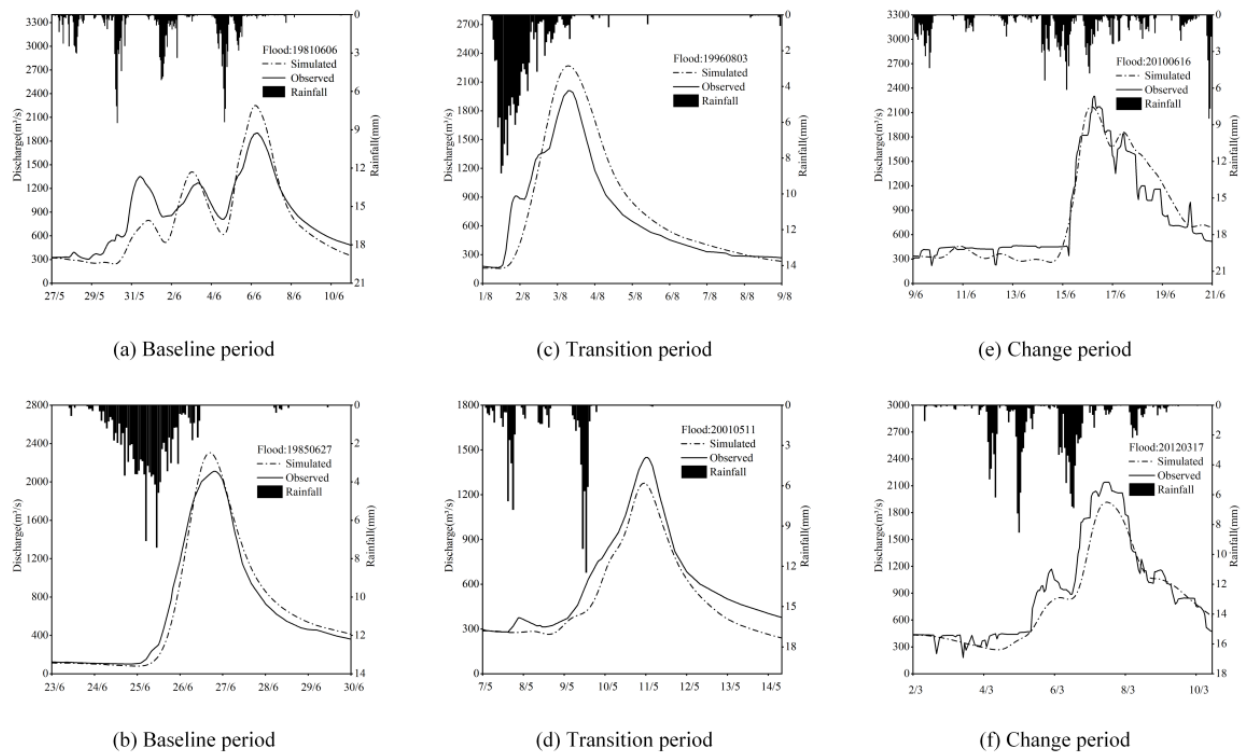 Flood:19810606
Simulated
Observed
Rainfall
Discharge(m³/s)
3300
3000
2700
2400
2100
1800
1500
1200
900
600
300
0
0
3
6
9
12
15
18
21
Rainfall(mm)
27/5 29/5 31/5 2/6 4/6 6/6 8/6 10/6
(a) Baseline period
Flood:19960803
Simulated
Observed
Rainfall
Discharge(m³/s)
2700
2400
2100
1800
1500
1200
900
600
300
0
0
2
4
6
8
10
12
14
Rainfall(mm)
1/8 2/8 3/8 4/8 5/8 6/8 7/8 8/8 9/8
(c) Transition period
Flood:20100616
Simulated
Observed
Rainfall
Discharge(m³/s)
3300
3000
2700
2400
2100
1800
1500
1200
900
600
300
0
0
4
8
12
16
20
Rainfall(mm)
9/6 11/6 13/6 15/6 17/6 19/6 21/6
(e) Change period
Flood:19850627
Simulated
Observed
Rainfall
Discharge(m³/s)
2800
2400
2000
1600
1200
800
400
0
0
2
4
6
8
10
12
14
Rainfall(mm)
23/6 24/6 25/6 26/6 27/6 28/6 29/6 30/6
(b) Baseline period
Flood:20010511
Simulated
Observed
Rainfall
Discharge(m³/s)
1800
1500
1200
900
600
300
0
0
3
6
9
12
15
18
Rainfall(mm)
7/5 8/5 9/5 10/5 11/5 12/5 13/5 14/5
(d) Transition period
Flood:20120317
Simulated
Observed
Rainfall
Discharge(m³/s)
3000
2700
2400
2100
1800
1500
1200
900
600
300
0
0
2
4
6
8
10
12
14
16
18
Rainfall(mm)
2/3 4/3 6/3 8/3 10/3
(f) Change period